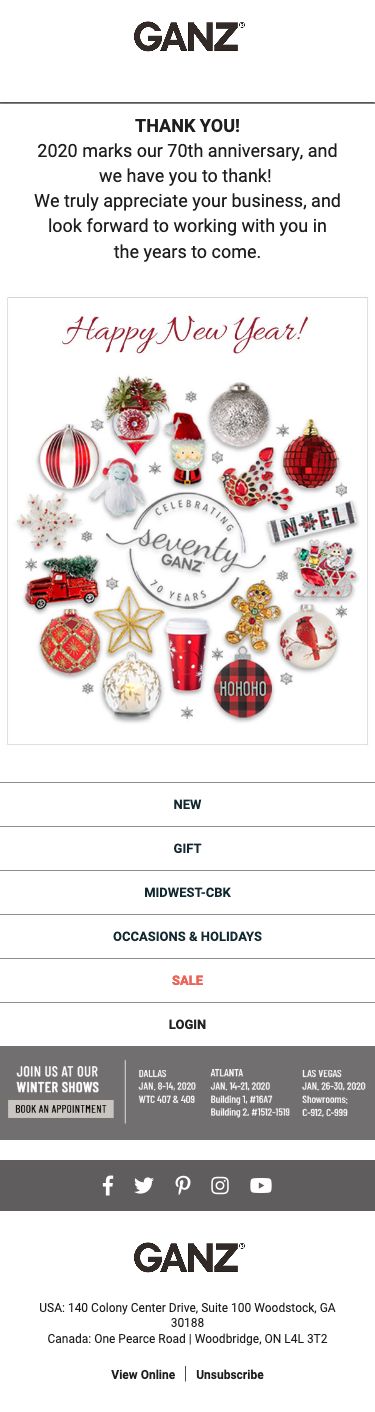 GANZ®
THANK YOU!
2020 marks our 70th anniversary, and
we have you to thank!
We truly appreciate your business, and
look forward to working with you in
the years to come.
Happy New Year!
NOEL
CELEBRATING
seventy
GANZ
70 YEARS
HOHOHO
NEW
GIFT
MIDWEST-CBK
OCCASIONS & HOLIDAYS
SALE
LOGIN
JOIN US AT OUR
WINTER SHOWS
BOOK AN APPOINTMENT
DALLAS
JAN. 8-14, 2020
WTC 407 & 409
ATLANTA
JAN. 14-21, 2020
Building 1, #16A7
Building 2, #1512-1519
LAS VEGAS
JAN. 26-30, 2020
Showrooms:
C-912, C-999
GANZ®
USA: 140 Colony Center Drive, Suite 100 Woodstock, GA
30188
Canada: One Pearce Road | Woodbridge, ON L4L 3T2
View Online | Unsubscribe